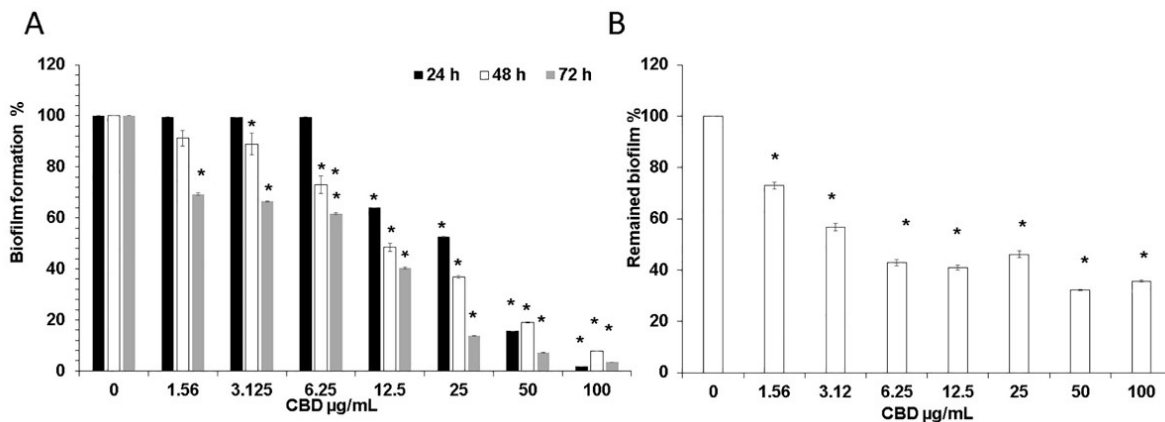 A
Biofilm formation %
120
100
80
60
40
20
0
24 h 48 h 72 h
* * * * * * * * * * * * * * * * * *
0 1.56 3.125 6.25 12.5 25 50 100
CBD µg/mL
B
Remained biofilm %
120
100
80
60
40
20
0
* * * * * * *
0 1.56 3.12 6.25 12.5 25 50 100
CBD µg/mL